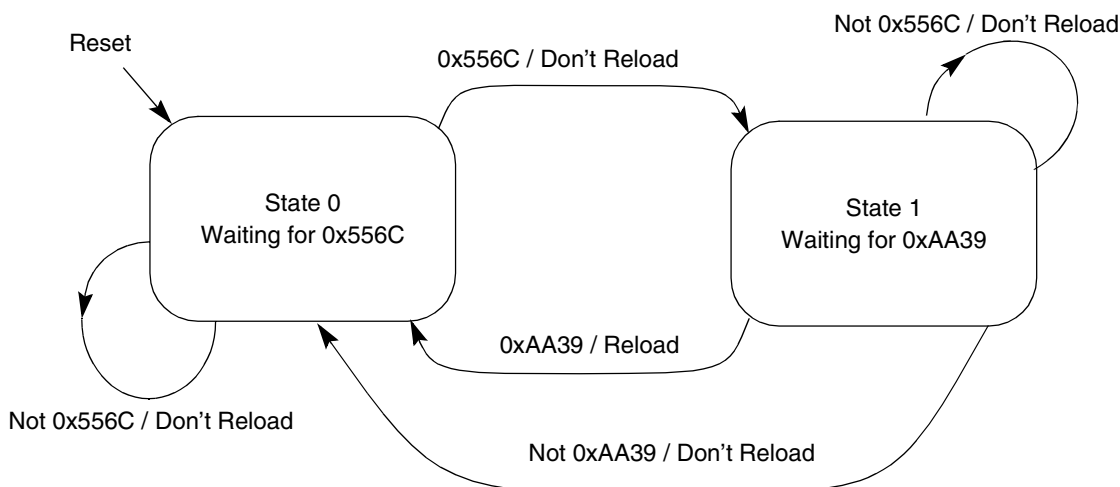 Not 0x556C / Don't Reload
Reset
0x556C / Don't Reload
State 0
Waiting for 0x556C
State 1
Waiting for 0xAA39
0xAA39 / Reload
Not 0x556C / Don't Reload
Not 0xAA39 / Don't Reload